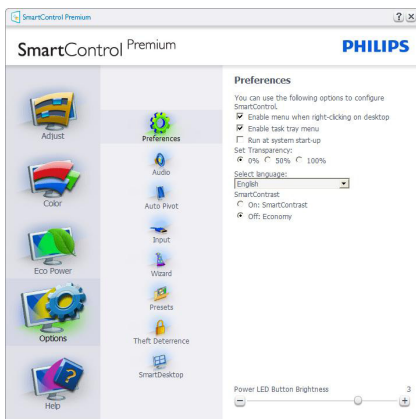 SmartControl Premium
SmartControl Premium
PHILIPS
Adjust
Color
Eco Power
Options
Help
Preferences
Audio
Auto Pivot
Input
Wizard
Presets
Theft Deterrence
SmartDesktop
Preferences
You can use the following options to configure
SmartControl.
Enable menu when right-clicking on desktop
Enable task tray menu
Run at system start-up
Set Transparency:
0% 50% 100%
Select language:
English
SmartContrast
On: SmartContrast
Off: Economy
Power LED Button Brightness 3